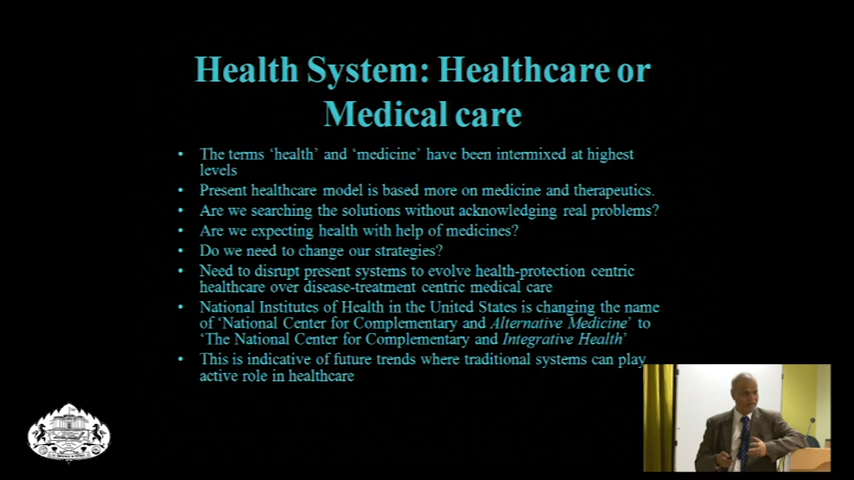 Health System: Healthcare or
Medical care
• The terms ‘health’ and ‘medicine’ have been intermixed at highest
levels
• Present healthcare model is based more on medicine and therapeutics.
• Are we searching the solutions without acknowledging real problems?
• Are we expecting health with help of medicines?
• Do we need to change our strategies?
• Need to disrupt present systems to evolve health-protection centric
healthcare over disease-treatment centric medical care
• National Institutes of Health in the United States is changing the name
of ‘National Center for Complementary and Alternative Medicine’ to
‘The National Center for Complementary and Integrative Health’
• This is indicative of future trends where traditional systems can play
active role in healthcare